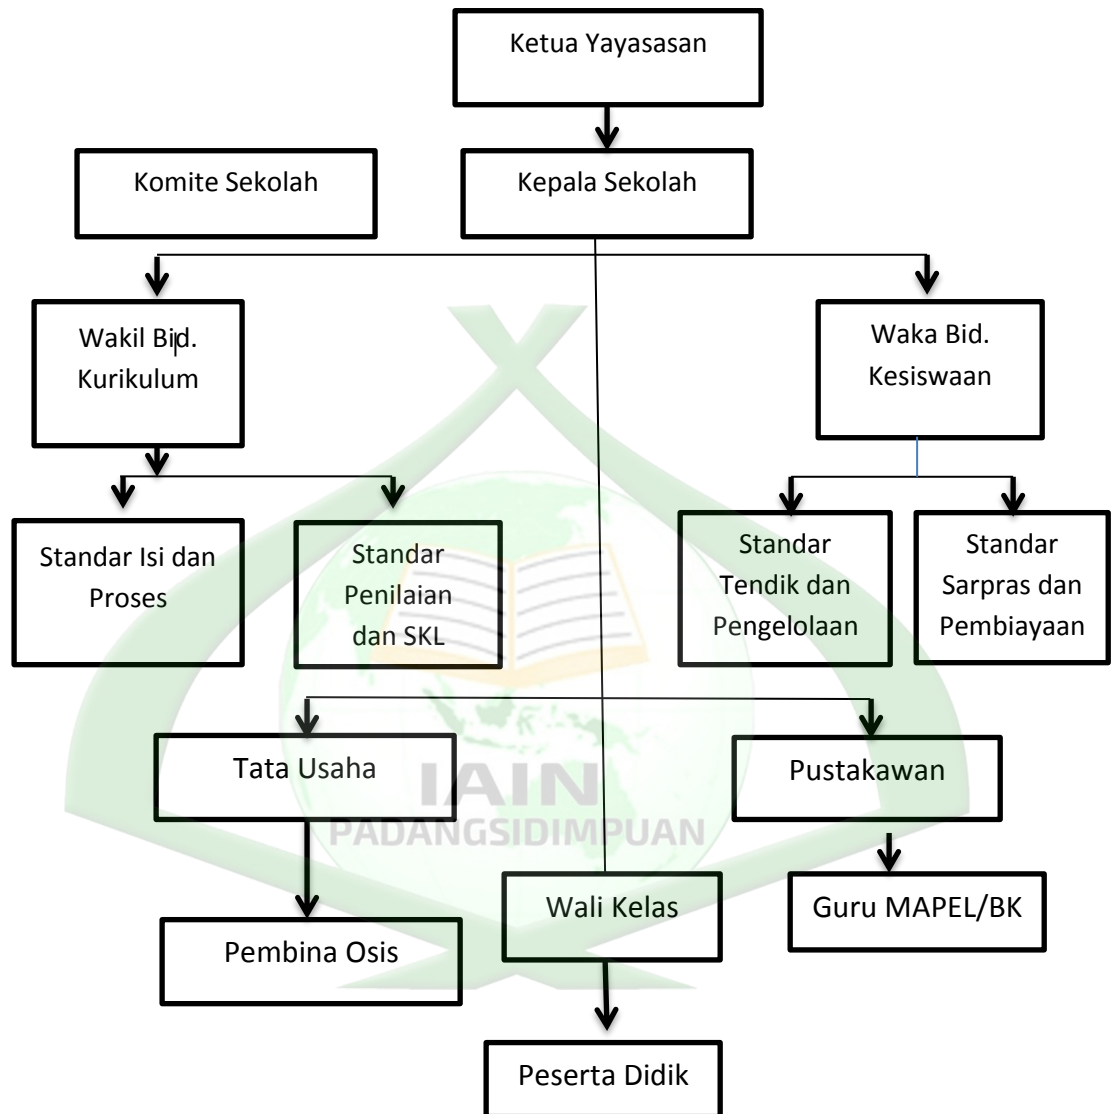 Ketua Yayasasan
Komite Sekolah
Kepala Sekolah
Wakil Bid.
Kurikulum
Waka Bid.
Kesiswaan
Standar Isi dan
Proses
Standar
Penilaian
dan SKL
Standar
Tendik dan
Pengelolaan
Standar
Sarpras dan
Pembiayaan
Tata Usaha
Pustakawan
IAIN
PADANGSIDIMPUAN
Wali Kelas
Guru MAPEL/BK
Pembina Osis
Peserta Didik